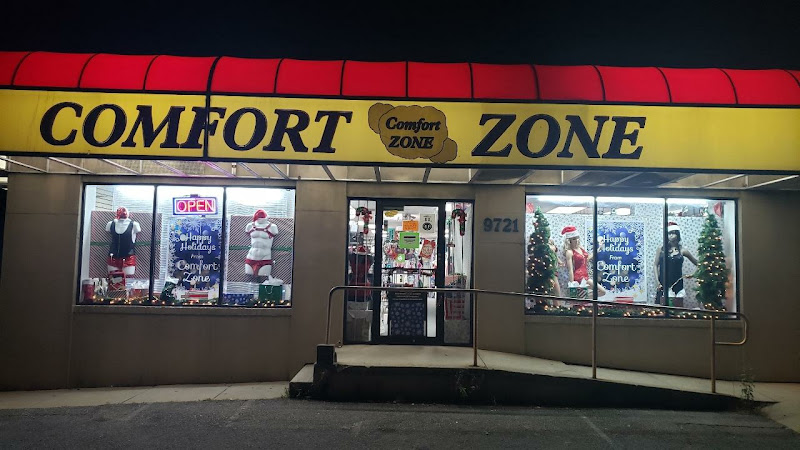 COMFORT Comfort ZONE ZONE
OPEN
9721
Happy
Holidays
From
Comfort
Zone
Happy
Holidays
From
Comfort
Zone